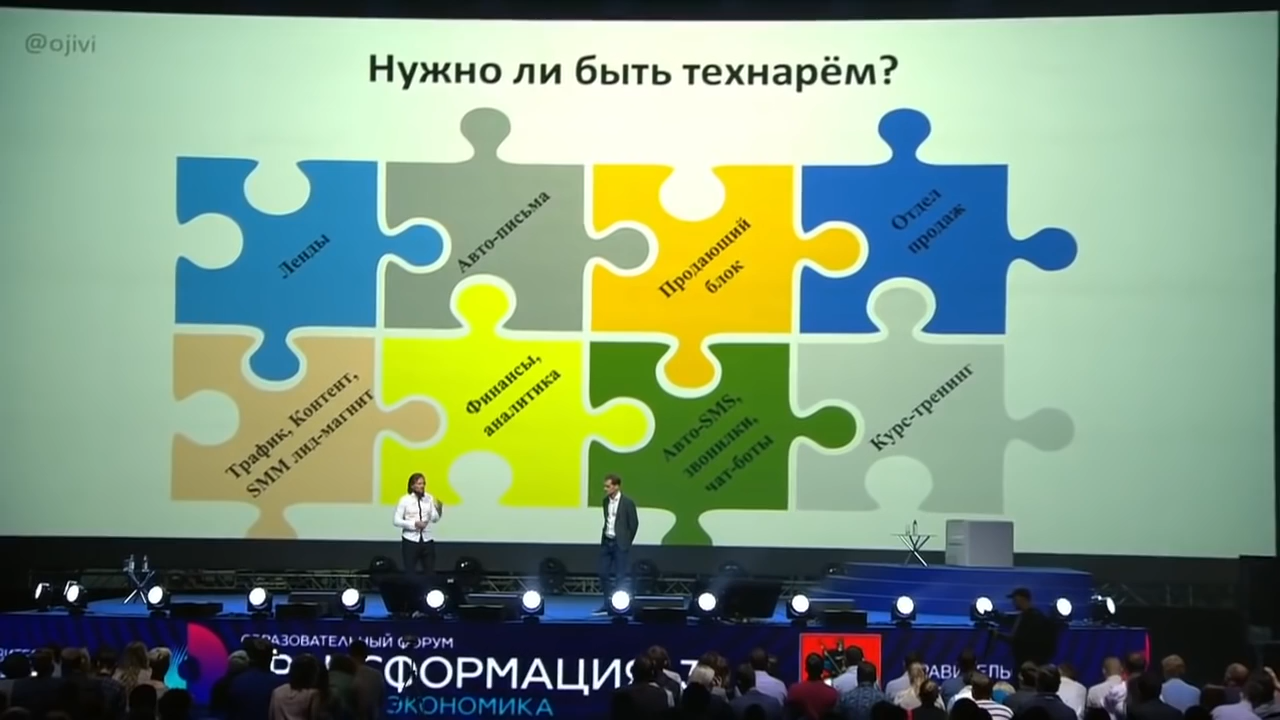 @ojivi
Нужно ли быть технарём?
Ленды
Авто-письма
Продающий
блок
Отдел
продаж
Трафик, Контент,
SMM лид-магнит
Финансы,
аналитика
Авто-SMS,
звонилки,
чат-боты
Курс-тренинг
ОБРАЗОВАТЕЛЬНЫЙ ФОРУМ
ЭКОНОМИКА